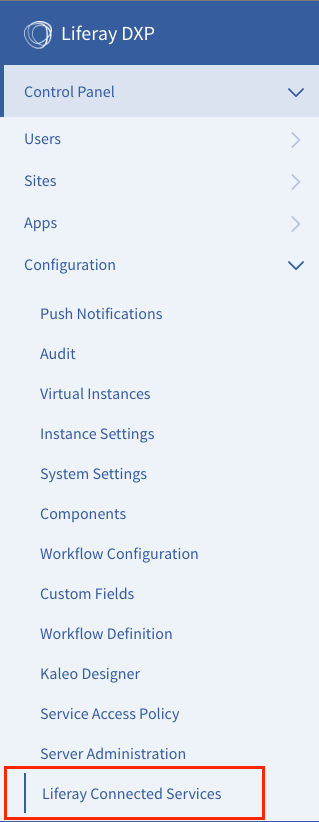 Liferay DXP
Control Panel
Users
Sites
Apps
Configuration
Push Notifications
Audit
Virtual Instances
Instance Settings
System Settings
Components
Workflow Configuration
Custom Fields
Workflow Definition
Kaleo Designer
Service Access Policy
Server Administration
Liferay Connected Services